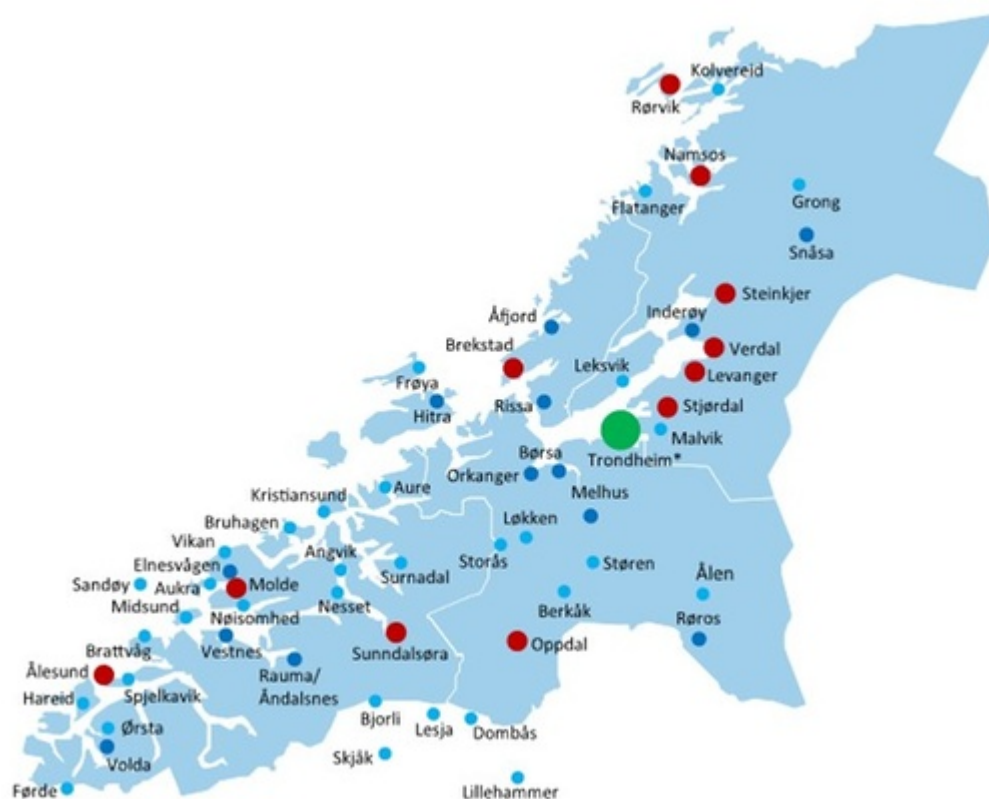 Kolvereid
Rørvik
Namsos
Flatanger
Grong
Snåsa
Steinkjer
Inderøy
Åfjord
Verdal
Brekstad
Leksvik
Levanger
Frøya
Hitra
Rissa
Stjørdal
Malvik
Trondheim*
Børsa
Orkanger
Melhus
Aure
Kristiansund
Løkken
Bruhagen
Vikan
Angvik
Storås
Støren
Elnesvågen
Surnadal
Ålen
Sandøy
Aukra
Molde
Nesset
Berkåk
Midsund
Nøisomhed
Røros
Brattvåg
Vestnes
Sunndalsøra
Oppdal
Ålesund
Rauma/
Åndalsnes
Spjelkavik
Hareid
Bjorli
Ørsta
Lesja
Dombås
Volda
Skjåk
Førde
Lillehammer